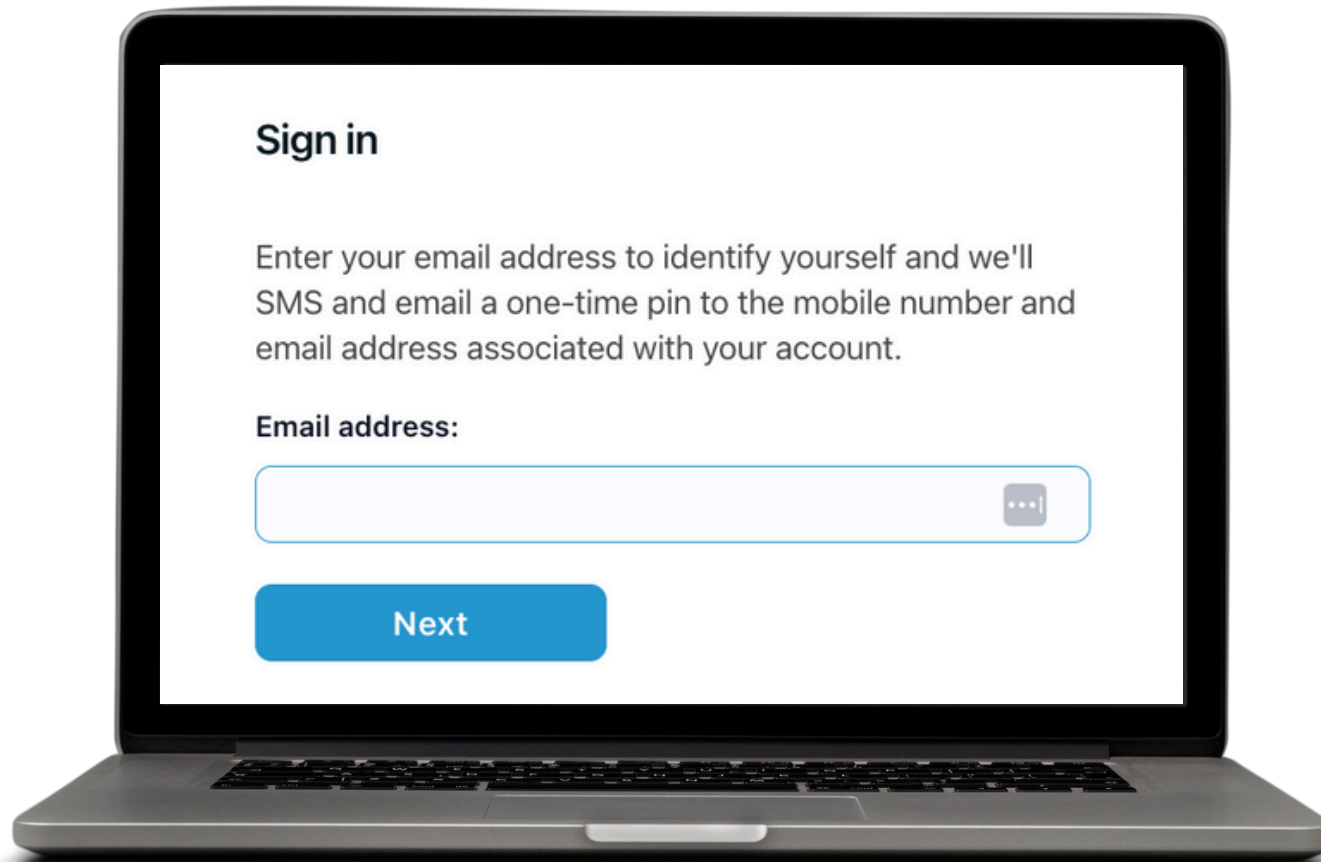 Sign in
Enter your email address to identify yourself and we'll
SMS and email a one-time pin to the mobile number and
email address associated with your account.
Email address:
Next